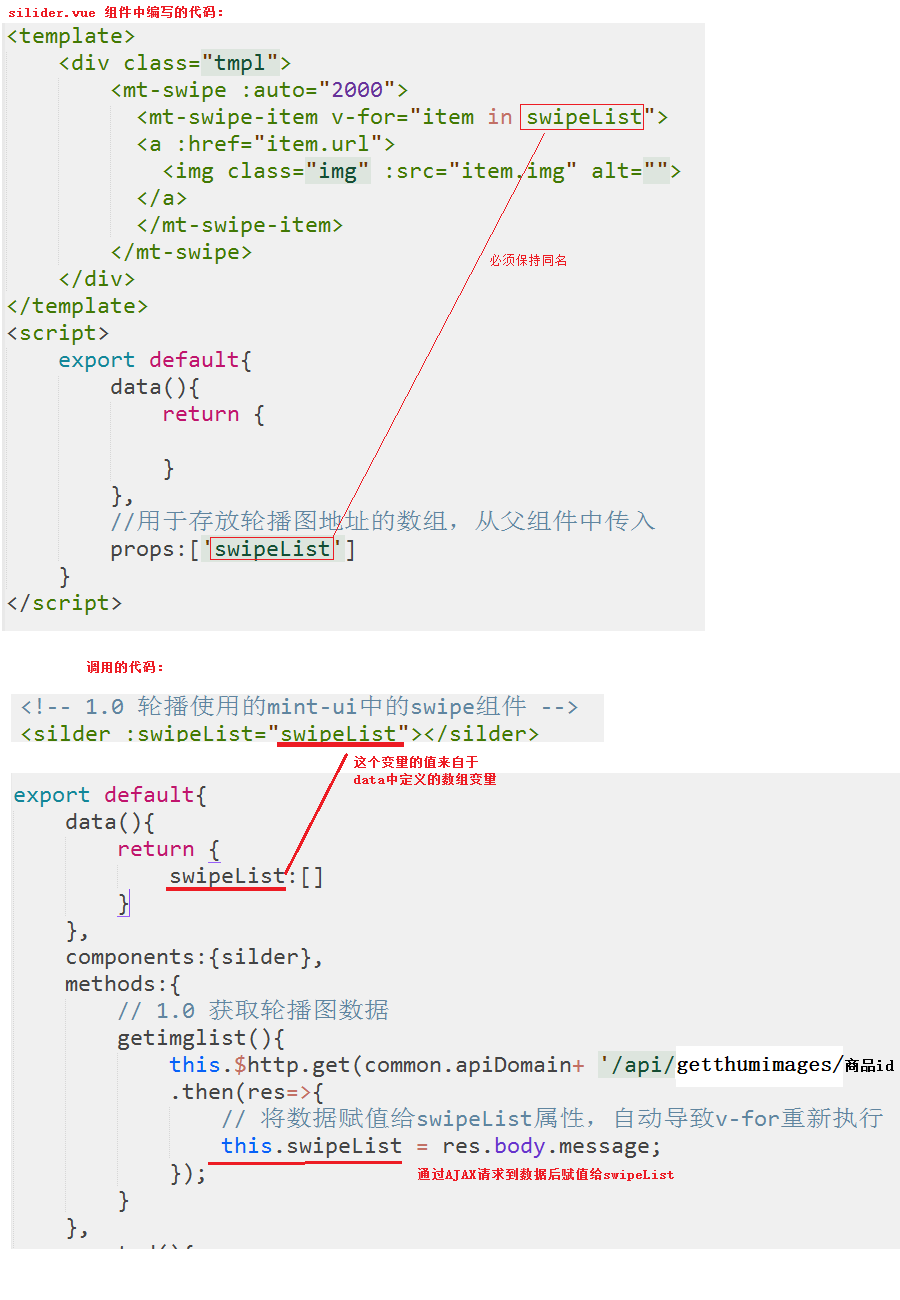 silider.vue 组件中编写的代码:
<template>
<div class="tmpl">
<mt-swipe :auto="2000">
<mt-swipe-item v-for="item in swipeList">
<a :href="item.url">
<img class="img" :src="item.img" alt="">
</a>
</mt-swipe-item>
必须保持同名
</mt-swipe>
</div>
</template>
<script>
export default{
data(){
return {
}
},
//用于存放轮播图地址的数组，从父组件中传入
props:['swipeList']
}
</script>
调用的代码:
<!-- 1.0 轮播使用的mint-ui中的swipe组件 -->
<silder :swipeList="swipeList"></silder>
这个变量的值来自于
data中定义的数组变量
export default{
data(){
return {
swipeList:[]
}
},
components:{silder},
methods:{
// 1.0 获取轮播图数据
getimglist(){
this.$http.get(common.apiDomain+ '/api/getthumimages/商品id
.then(res=>{
// 将数据赋值给swipeList属性，自动导致v-for重新执行
this.swipeList = res.body.message;
});
通过AJAX请求到数据后赋值给swipeList
}
},